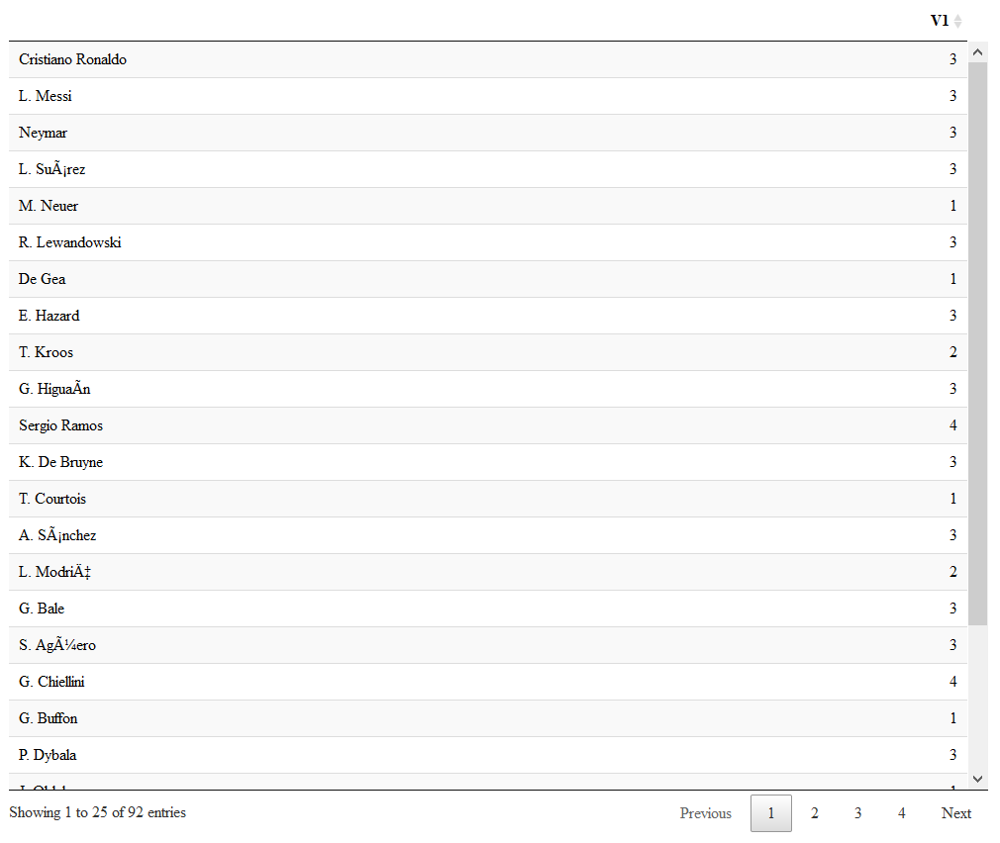 V1
Cristiano Ronaldo 3
L. Messi 3
Neymar 3
L. SuÃ¡rez 3
M. Neuer 1
R. Lewandowski 3
De Gea 1
E. Hazard 3
T. Kroos 2
G. HiguaÃn 3
Sergio Ramos 4
K. De Bruyne 3
T. Courtois 1
A. SÃ¡nchez 3
L. ModriÄ‡ 2
G. Bale 3
S. AgÃ¼ero 3
G. Chiellini 4
G. Buffon 1
P. Dybala 3
Showing 1 to 25 of 92 entries Previous 1 2 3 4 Next